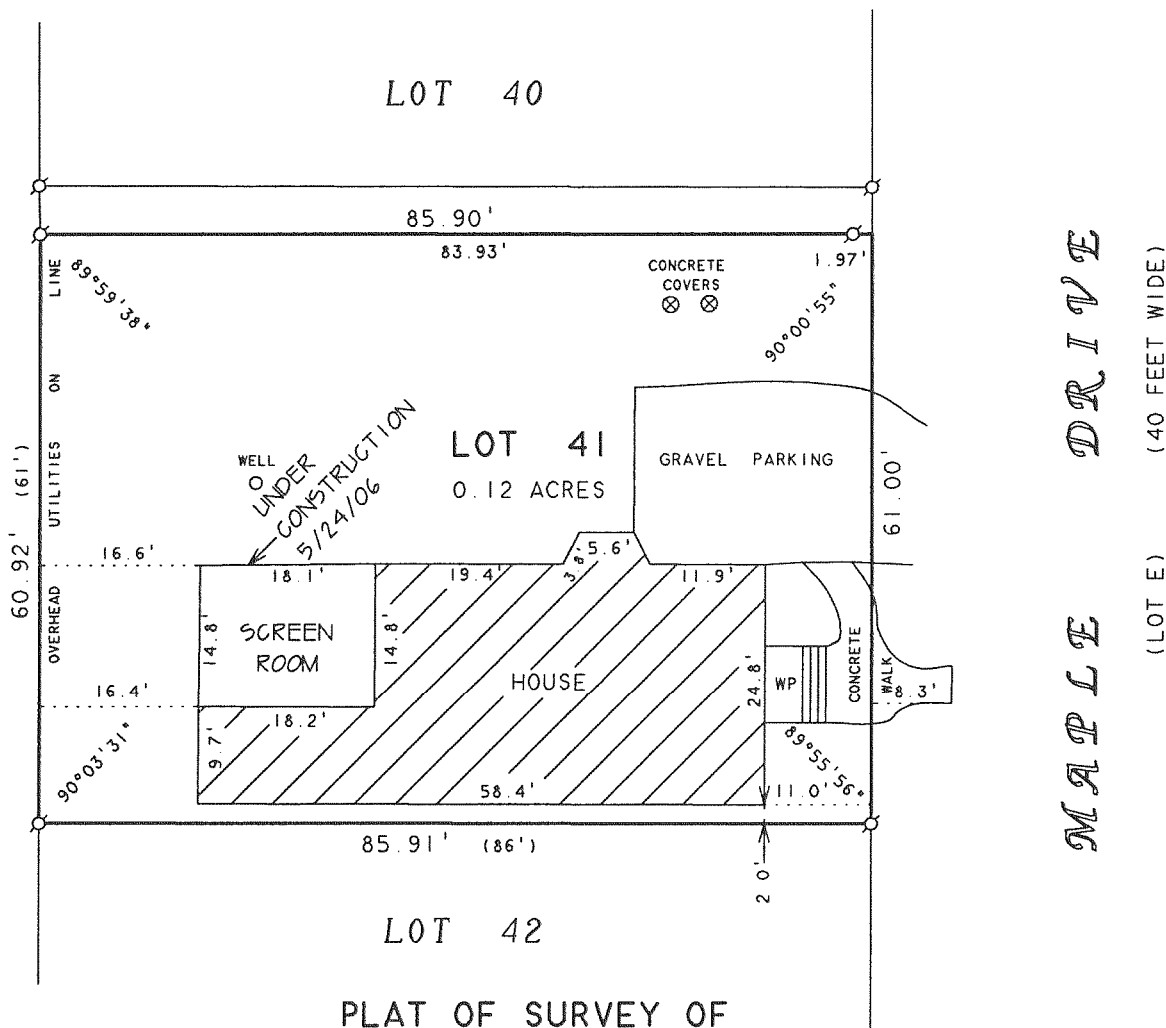 LOT 40
85.90'
83.93'
1.97'
CONCRETE
COVERS
89°59'38"
90°00'55"
OVERHEAD UTILITIES ON LINE
60.92' (61')
WELL
UNDER
CONSTRUCTION
5/24/06
LOT 41
0.12 ACRES
GRAVEL PARKING
61.00'
MAPLE DRIVE
(LOT E) (40 FEET WIDE)
16.6'
18.1'
19.4'
3.8'
5.6'
11.9'
14.8'
SCREEN
ROOM
14.8'
HOUSE
24.8'
WP
CONCRETE
WALK
8.3'
16.4'
18.2'
9.7'
90°03'31"
89°55'56"
58.4'
11.0'
85.91' (86')
2 0'
LOT 42
PLAT OF SURVEY OF